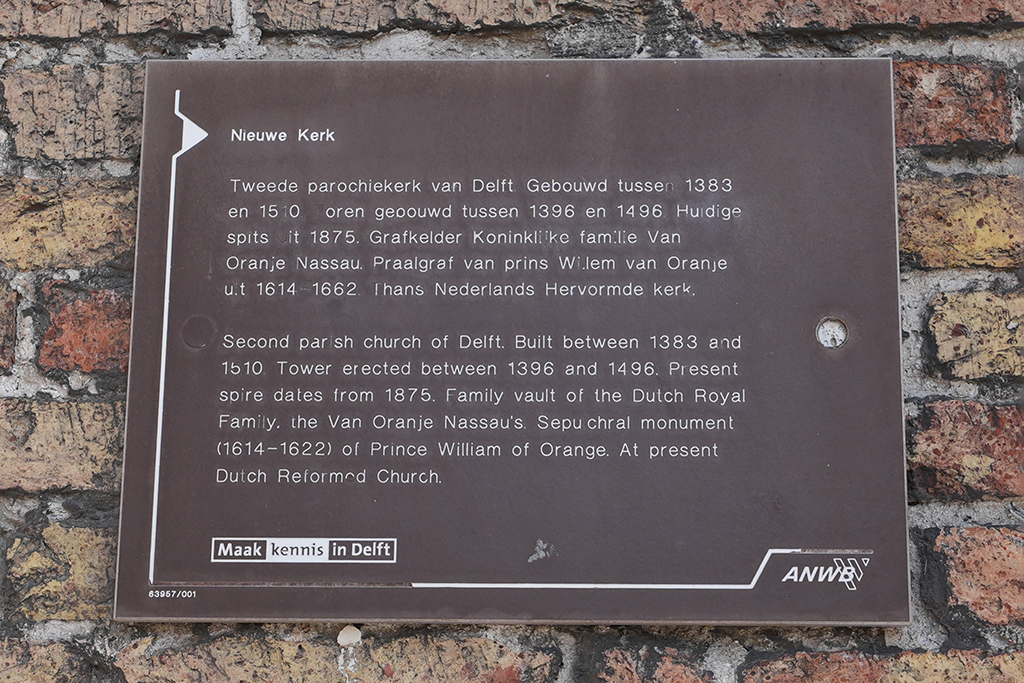 Nieuwe Kerk
Tweede parochiekerk van Delft. Gebouwd tussen 1383
en 1510. Toren gebouwd tussen 1396 en 1496. Huidige
spits uit 1875. Grafkelder Koninklijke familie Van
Oranje Nassau. Praalgraf van prins Willem van Oranje
uit 1614-1662. Thans Nederlands Hervormde kerk.
Second parish church of Delft. Built between 1383 and
1510. Tower erected between 1396 and 1496. Present
spire dates from 1875. Family vault of the Dutch Royal
Family, the Van Oranje Nassau's. Sepulchral monument
(1614-1622) of Prince William of Orange. At present
Dutch Reformed Church.
Maak kennis in Delft
ANWB
63957/001